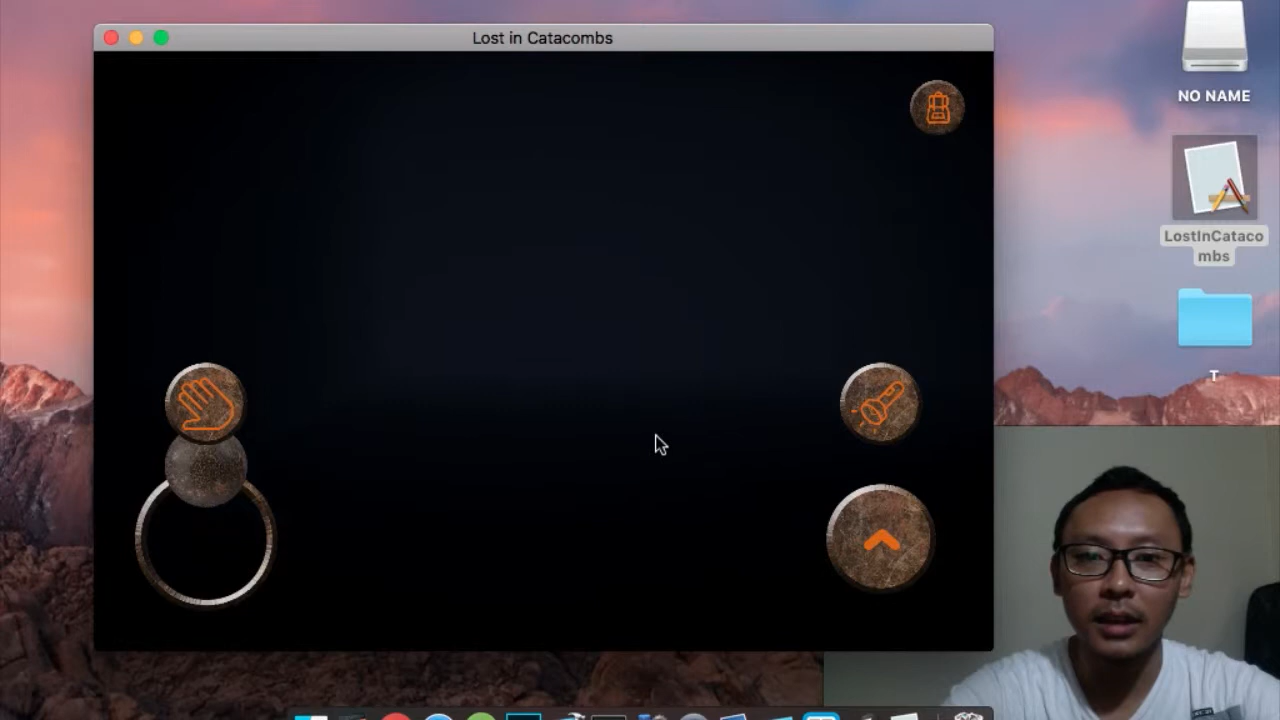 Lost in Catacombs
NO NAME
LostInCataco
mbs
T